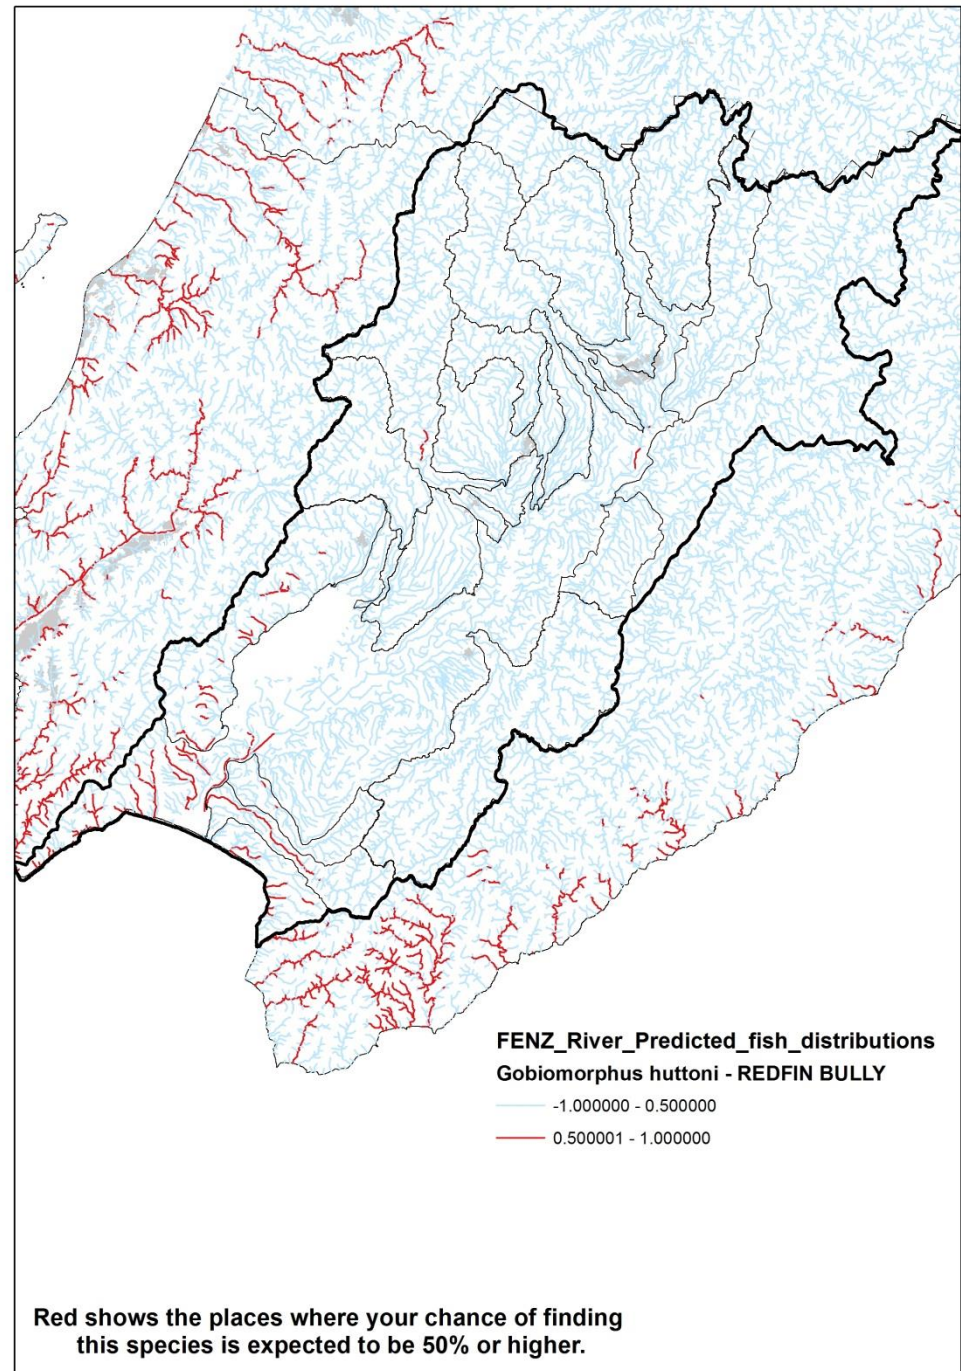 FENZ_River_Predicted_fish_distributions
Gobiomorphus huttoni - REDFIN BULLY
-1.000000 - 0.500000
0.500001 - 1.000000
Red shows the places where your chance of finding
this species is expected to be 50% or higher.